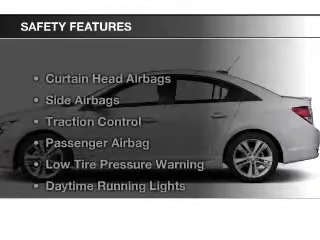 SAFETY FEATURES
• Curtain Head Airbags
• Side Airbags
• Traction Control
• Passenger Airbag
• Low Tire Pressure Warning
• Daytime Running Lights